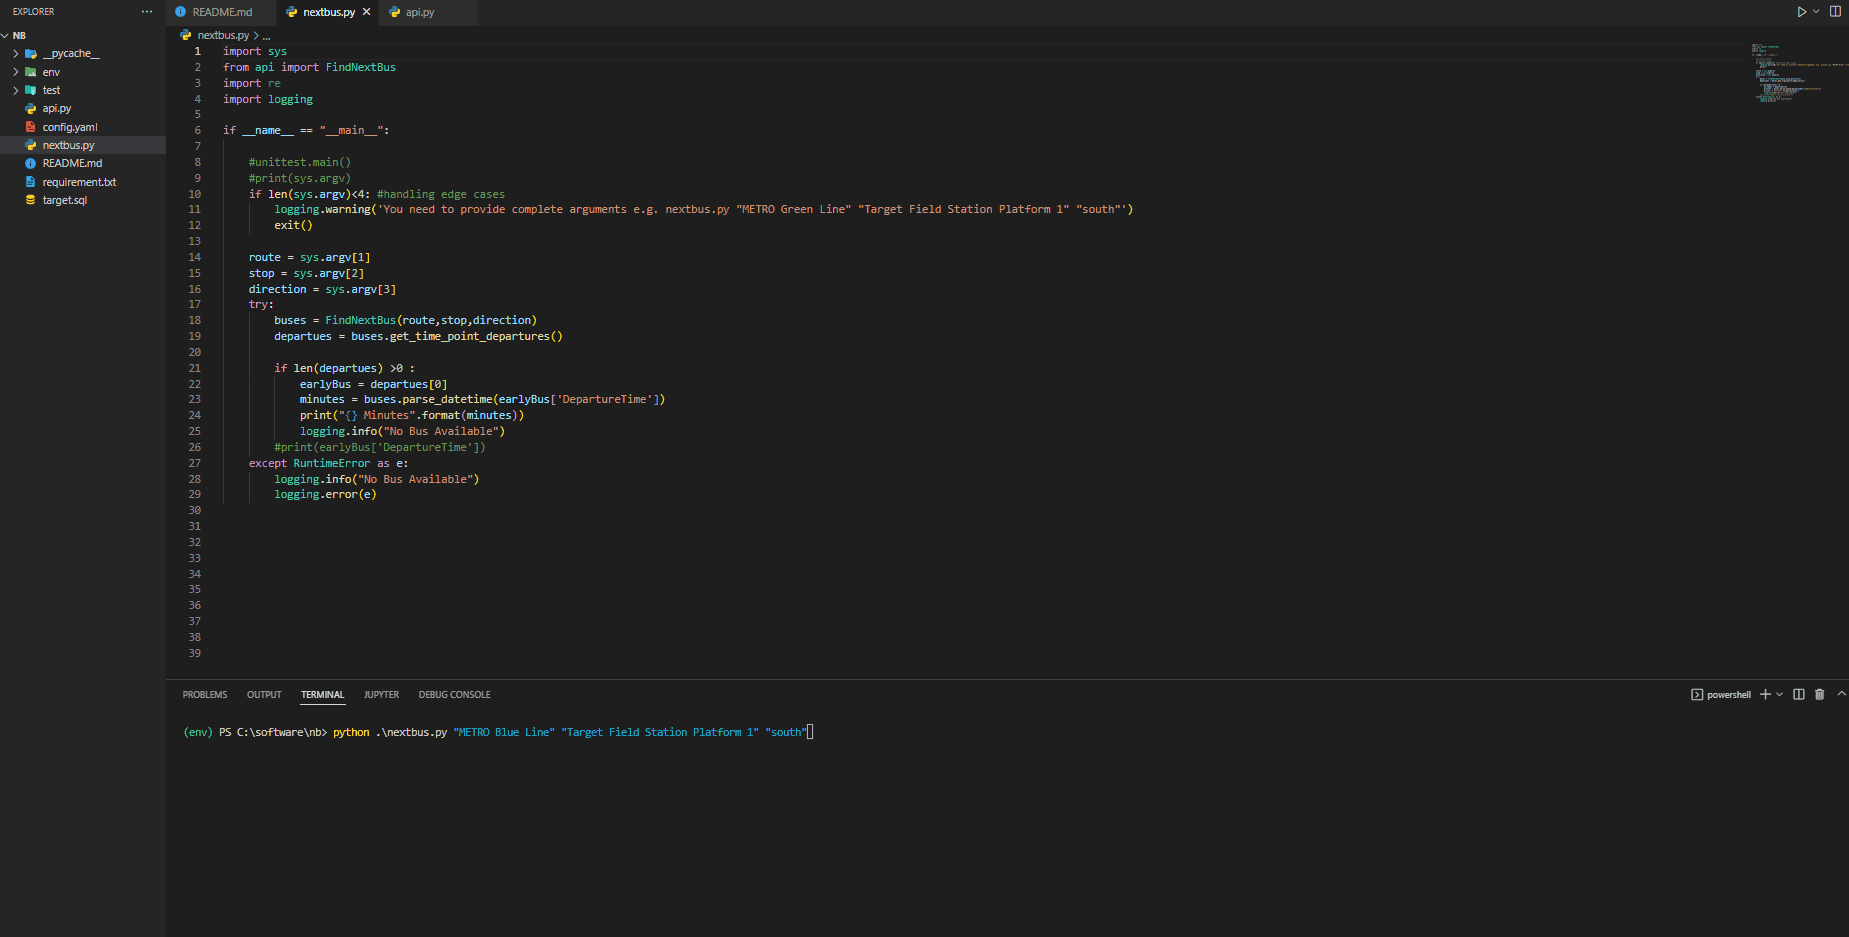 EXPLORER
···
NB
__pycache__
env
test
api.py
config.yaml
nextbus.py
README.md
requirement.txt
target.sql
README.md
nextbus.py
api.py
nextbus.py > ...
1 import sys
2 from api import FindNextBus
3 import re
4 import logging
5
6 if __name__ == "__main__":
7
8 #unittest.main()
9 #print(sys.argv)
10 if len(sys.argv)<4: #handling edge cases
11 logging.warning('You need to provide complete arguments e.g. nextbus.py "METRO Green Line" "Target Field Station Platform 1" "south"')
12 exit()
13
14 route = sys.argv[1]
15 stop = sys.argv[2]
16 direction = sys.argv[3]
17 try:
18 buses = FindNextBus(route,stop,direction)
19 departues = buses.get_time_point_departures()
20
21 if len(departues) >0 :
22 earlyBus = departues[0]
23 minutes = buses.parse_datetime(earlyBus['DepartureTime'])
24 print("{} Minutes".format(minutes))
25 logging.info("No Bus Available")
26 #print(earlyBus['DepartureTime'])
27 except RuntimeError as e:
28 logging.info("No Bus Available")
29 logging.error(e)
30
31
32
33
34
35
36
37
38
39
PROBLEMS OUTPUT TERMINAL JUPYTER DEBUG CONSOLE
powershell
(env) PS C:\software\nb> python .\nextbus.py "METRO Blue Line" "Target Field Station Platform 1" "south"